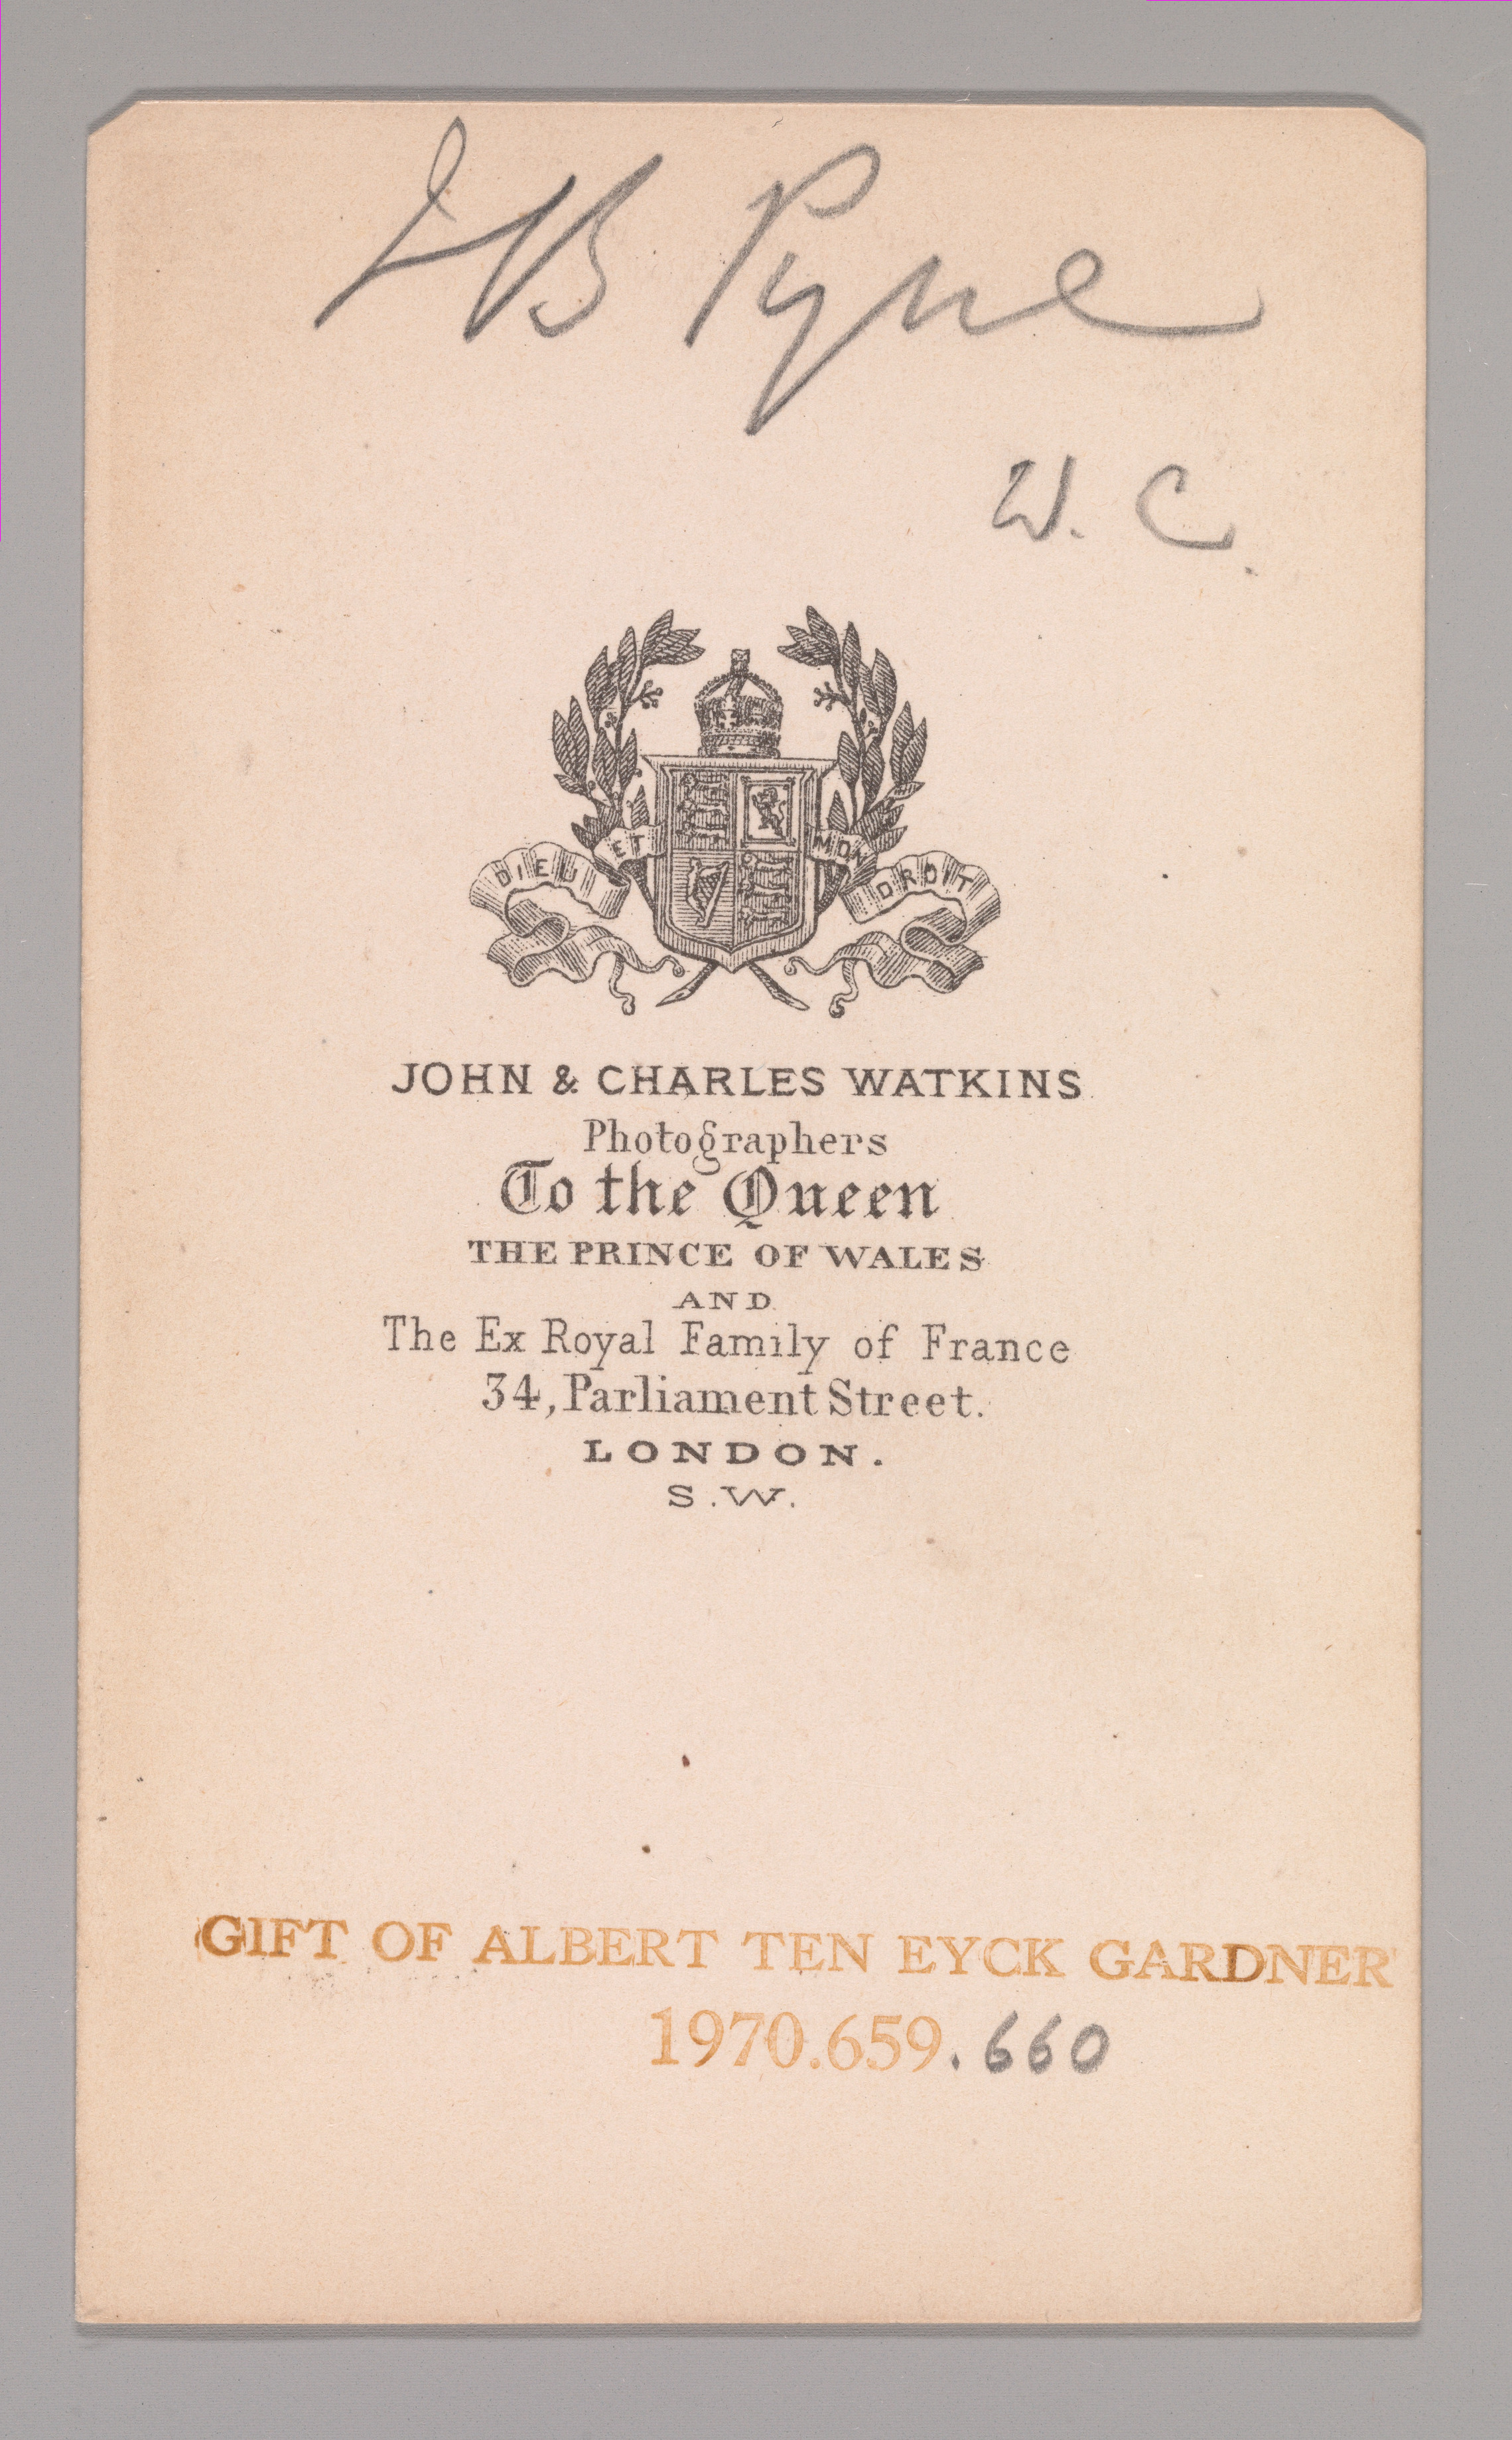 J B Pyne
W. C.
DIEU ET MON DROIT
JOHN & CHARLES WATKINS
Photographers
To the Queen
THE PRINCE OF WALES
AND
The Ex Royal Family of France
34, Parliament Street.
LONDON.
S.W.
GIFT OF ALBERT TEN EYCK GARDNER
1970.659.660